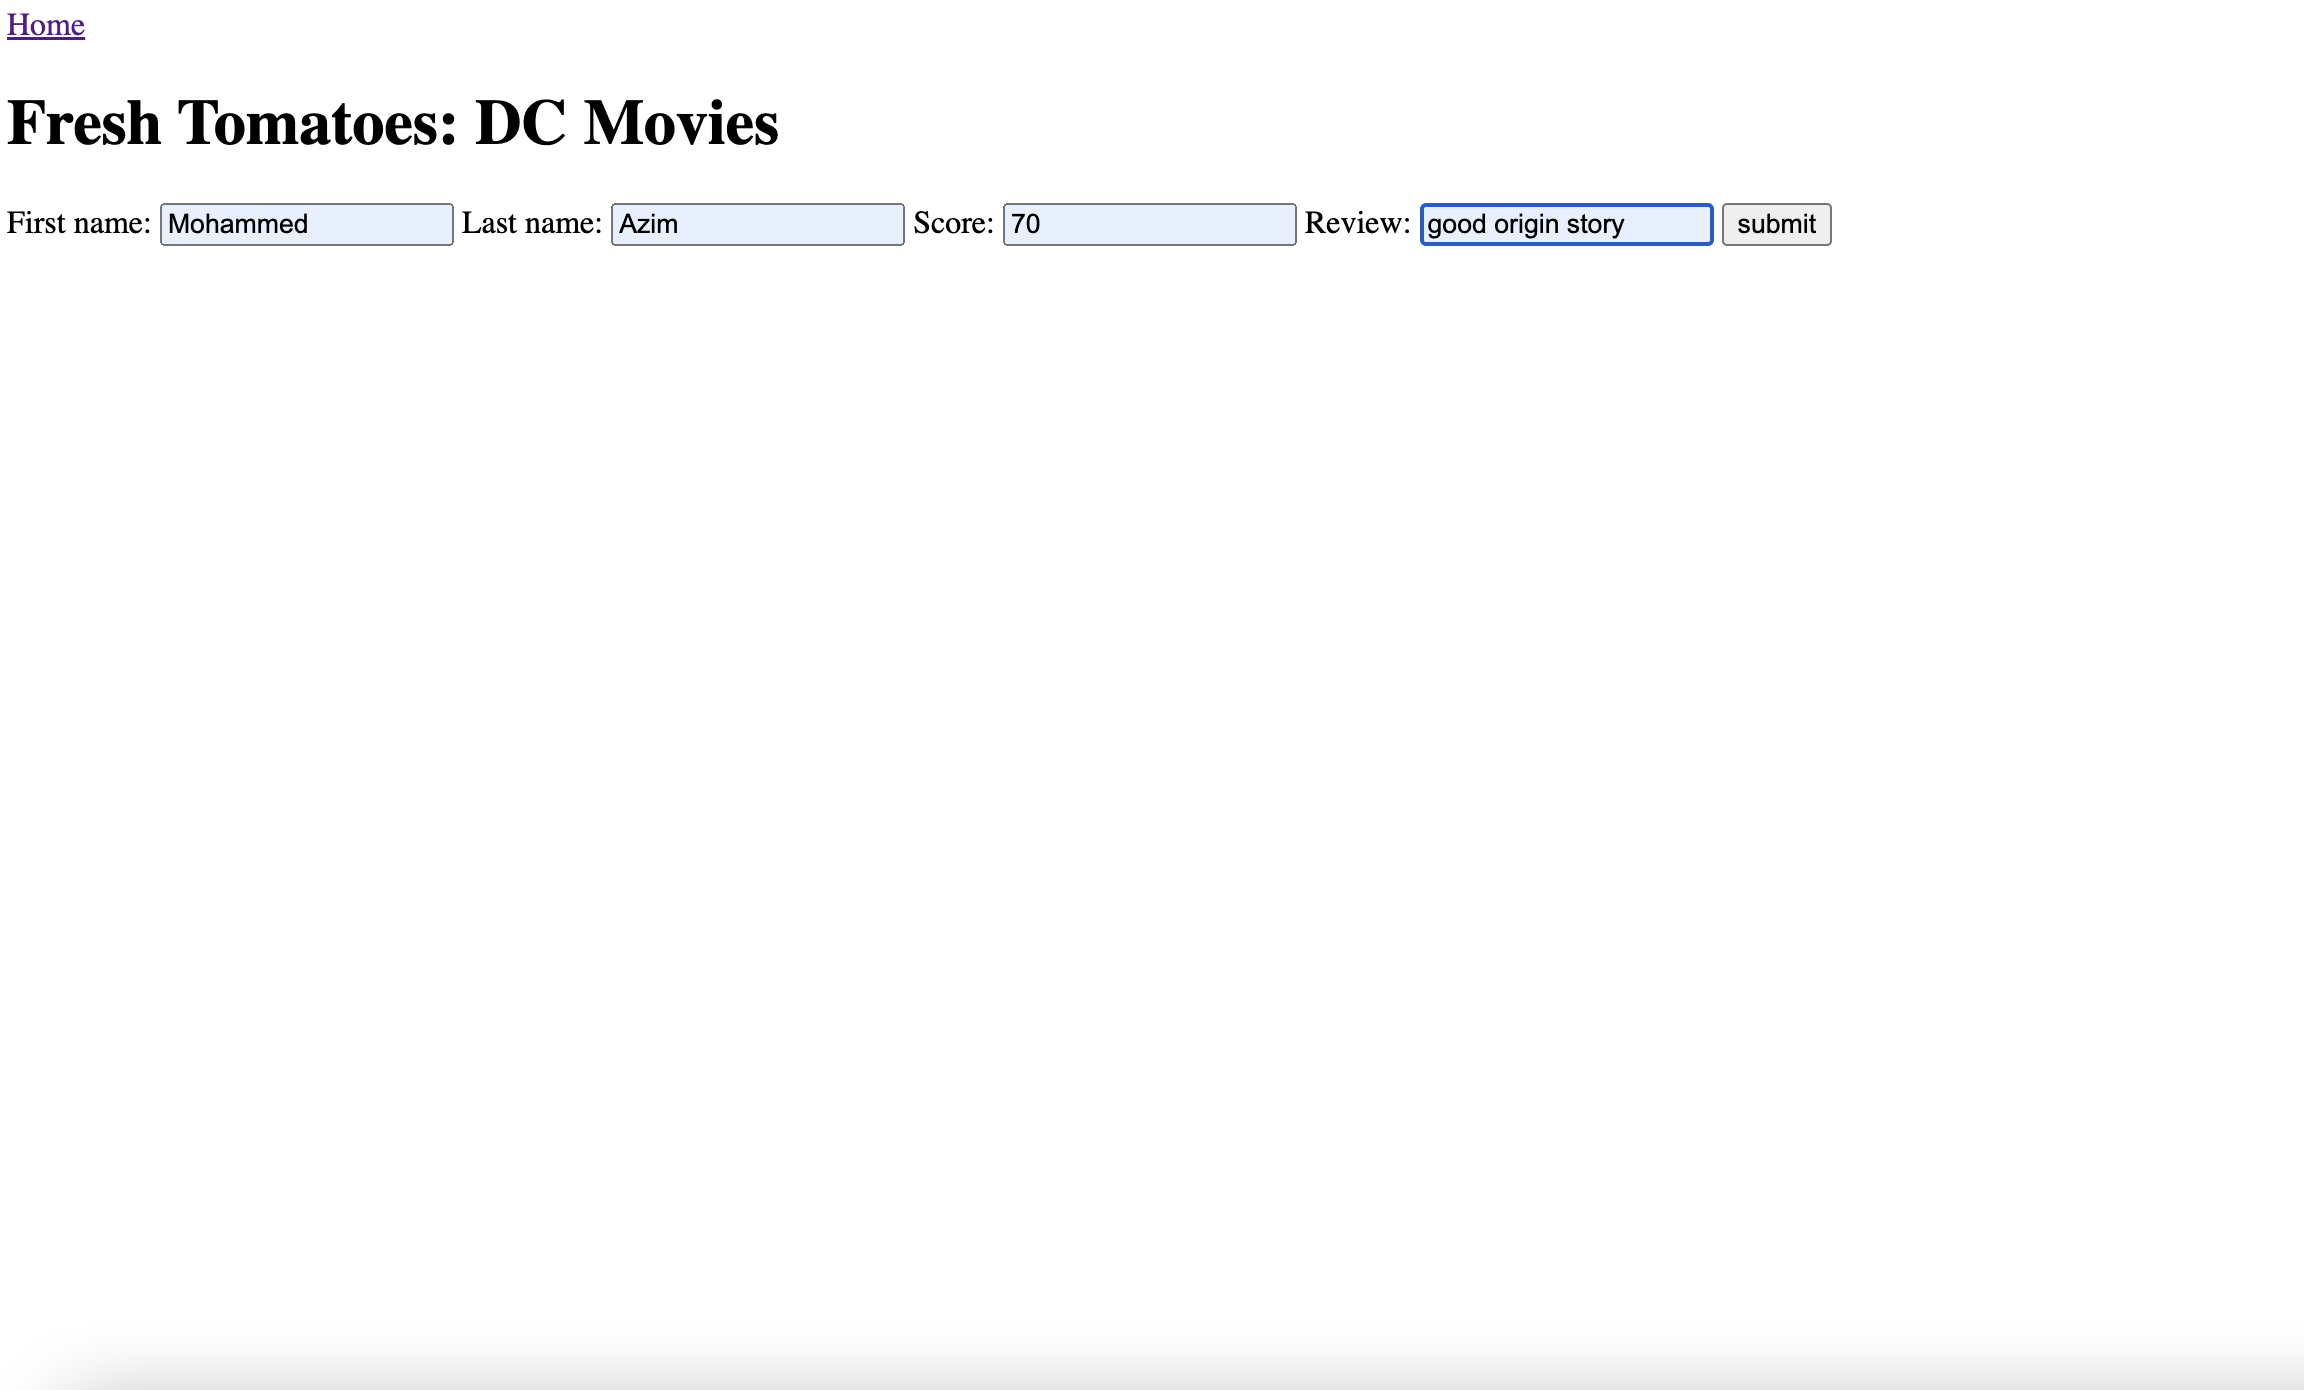 Home
Fresh Tomatoes: DC Movies
First name: Mohammed Last name: Azim Score: 70 Review: good origin story submit